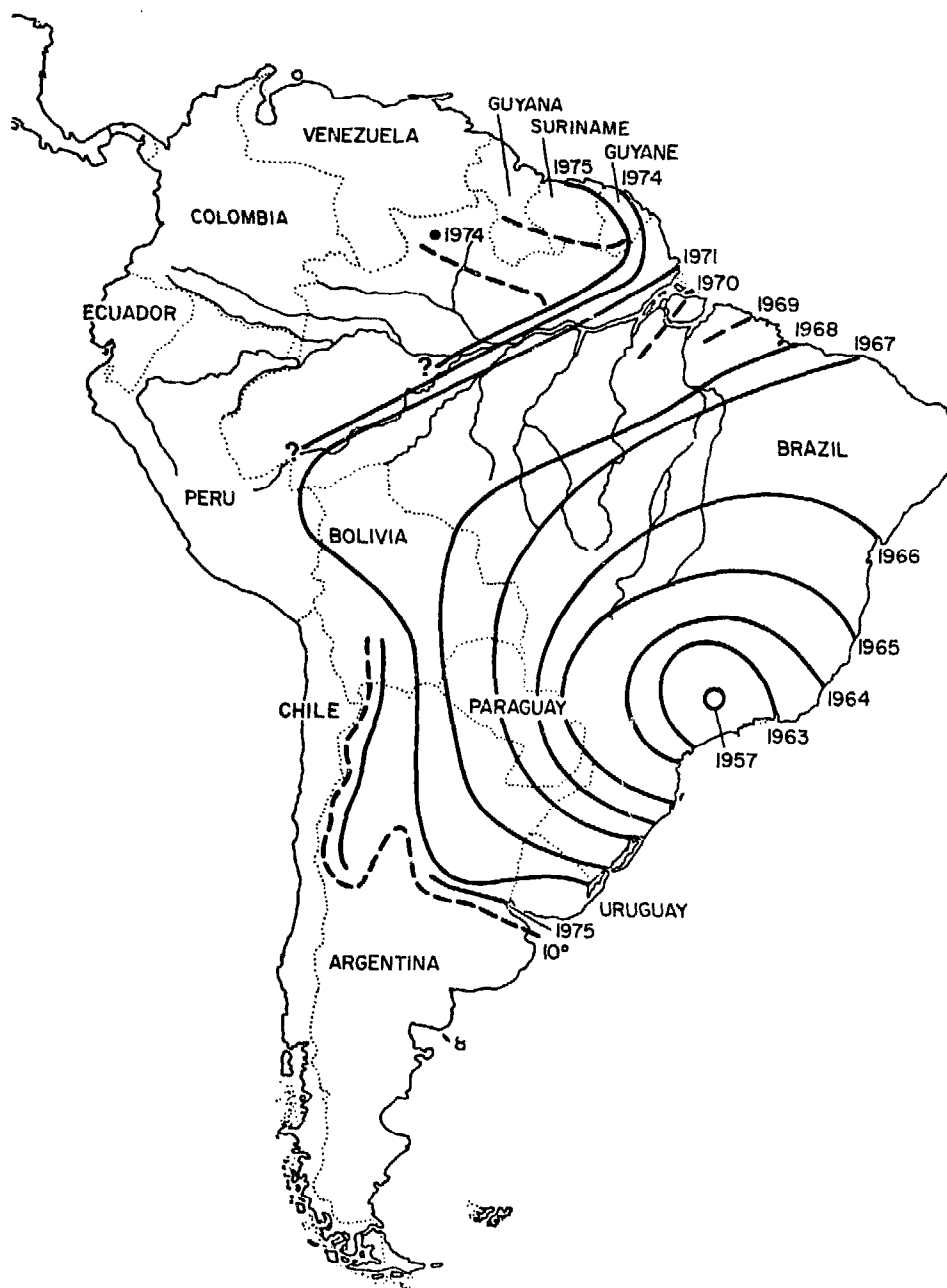 GUYANA
SURINAME
GUYANE
VENEZUELA
1975
1974
COLOMBIA
1974
1971
1970
ECUADOR
1969
1968
1967
?
?
BRAZIL
PERU
BOLIVIA
1966
1965
1964
CHILE
PARAGUAY
1963
1957
URUGUAY
1975
10°
ARGENTINA